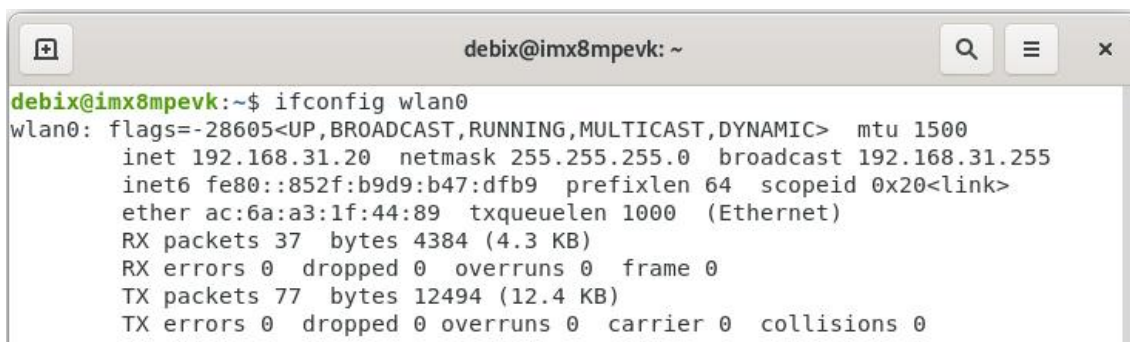 debix@imx8mpevk: ~
debix@imx8mpevk:~$ ifconfig wlan0
wlan0: flags=-28605<UP,BROADCAST,RUNNING,MULTICAST,DYNAMIC>  mtu 1500
        inet 192.168.31.20  netmask 255.255.255.0  broadcast 192.168.31.255
        inet6 fe80::852f:b9d9:b47:dfb9  prefixlen 64  scopeid 0x20<link>
        ether ac:6a:a3:1f:44:89  txqueuelen 1000  (Ethernet)
        RX packets 37  bytes 4384 (4.3 KB)
        RX errors 0  dropped 0  overruns 0  frame 0
        TX packets 77  bytes 12494 (12.4 KB)
        TX errors 0  dropped 0 overruns 0  carrier 0  collisions 0